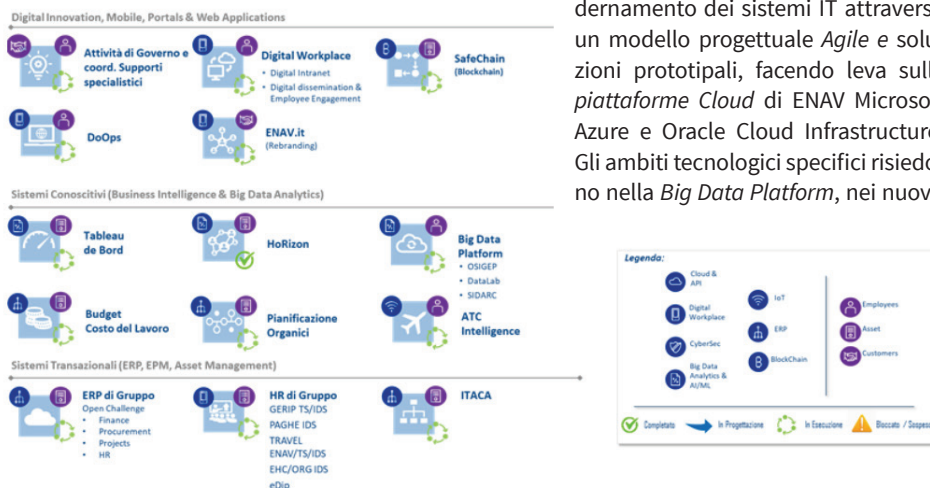 Digital Innovation, Mobile, Portals & Web Applications
Attività di Governo e
coord. Supporti
specialistici
Digital Workplace
• Digital Intranet
• Digital dissemination &
Employee Engagement
SafeChain
(Blockchain)
DoOps
ENAV.it
(Rebranding)
Sistemi Conoscitivi (Business Intelligence & Big Data Analytics)
Tableau
de Bord
HoRizon
Big Data
Platform
• OSIGEP
• DataLab
• SIDARC
Budget
Costo del Lavoro
Pianificazione
Organici
ATC
Intelligence
Sistemi Transazionali (ERP, EPM, Asset Management)
ERP di Gruppo
Open Challenge
• Finance
• Procurement
• Projects
• HR
HR di Gruppo
GERIP TS/IDS
PAGHE IDS
TRAVEL
ENAV/TS/IDS
EHC/ORG IDS
eDip
ITACA
dernamento dei sistemi IT attravers
un modello progettuale Agile e solu
zioni prototipali, facendo leva sull
piattaforme Cloud di ENAV Microso
Azure e Oracle Cloud Infrastructure
Gli ambiti tecnologici specifici risiedo
no nella Big Data Platform, nei nuov
Legenda:
Cloud &
API
Digital
Workplace
CyberSec
Big Data
Analytics &
AI/ML
IoT
ERP
BlockChain
Employees
Asset
Customers
Completato
In Progettazione
In Esecuzione
Bloccato / Sospeso